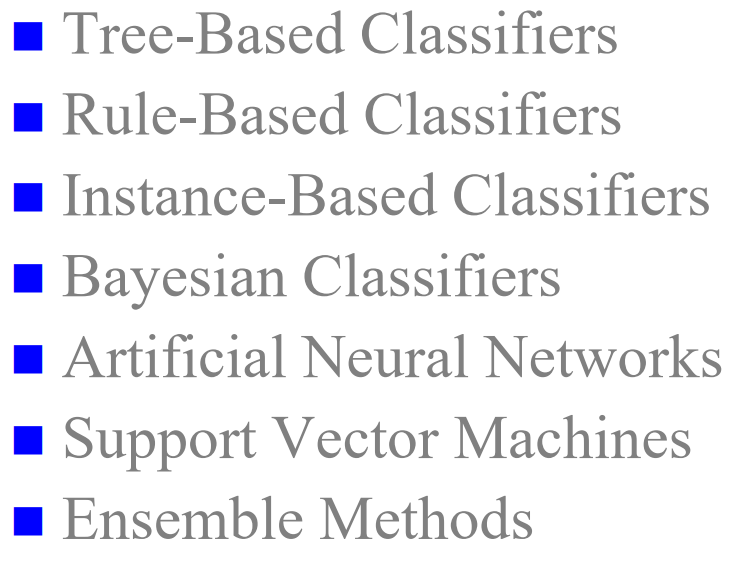 Tree-Based Classifiers
Rule-Based Classifiers
Instance-Based Classifiers
Bayesian Classifiers
Artificial Neural Networks
Support Vector Machines
Ensemble Methods